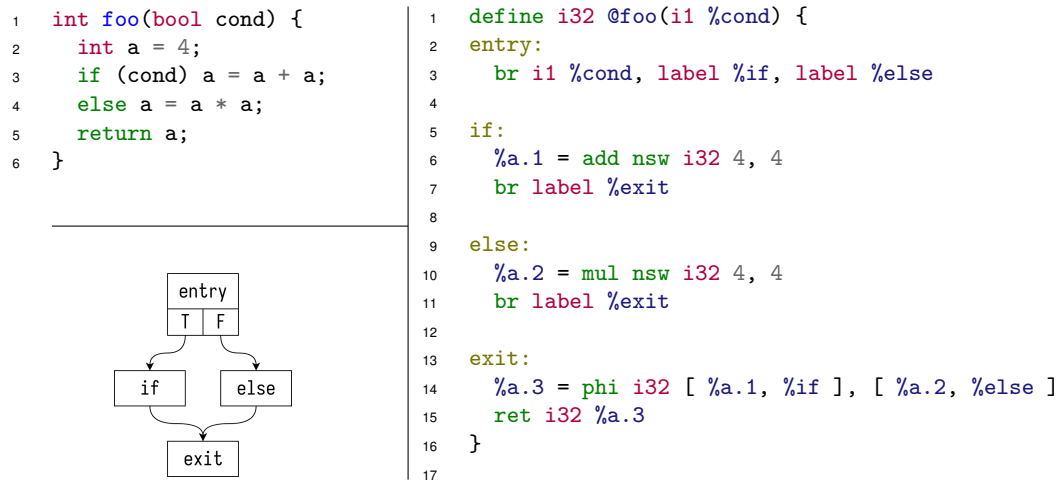 1 int foo(bool cond) {
2   int a = 4;
3   if (cond) a = a + a;
4   else a = a * a;
5   return a;
6 }
entry
T F
if else
exit
1 define i32 @foo(i1 %cond) {
2 entry:
3   br i1 %cond, label %if, label %else
4
5 if:
6   %a.1 = add nsw i32 4, 4
7   br label %exit
8
9 else:
10   %a.2 = mul nsw i32 4, 4
11   br label %exit
12
13 exit:
14   %a.3 = phi i32 [ %a.1, %if ], [ %a.2, %else ]
15   ret i32 %a.3
16 }
17